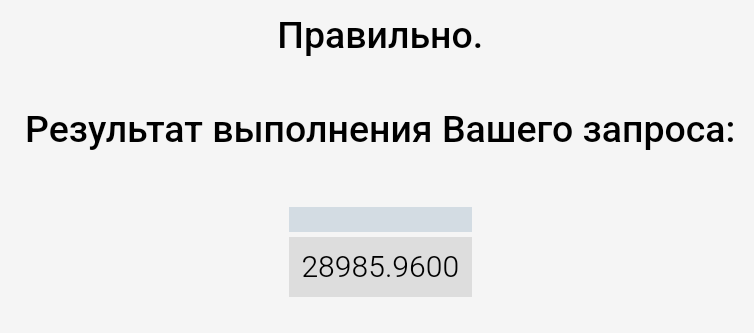 Правильно.
Результат выполнения Вашего запроса:
28985.9600